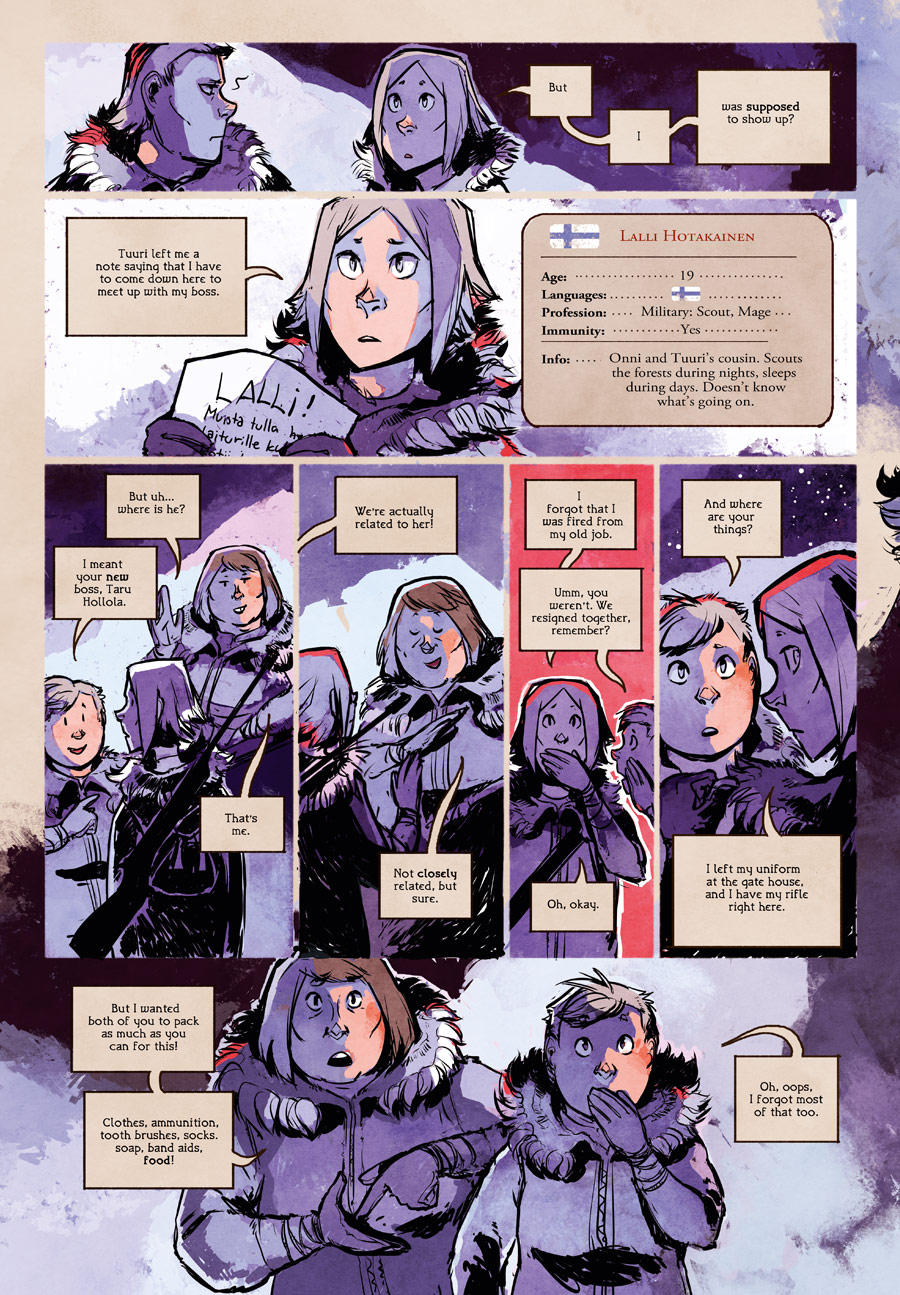 But
I
was supposed
to show up?
Tuuri left me a
note saying that I have
to come down here to
meet up with my boss.
LALLi!
Muista tulla
laiturille
Lalli Hotakainen
Age: 19
Languages:
Profession: Military: Scout, Mage
Immunity: Yes
Info: Onni and Tuuri's cousin. Scouts
the forests during nights, sleeps
during days. Doesn't know
what's going on.
But uh...
where is he?
I meant
your new
boss, Taru
Hollola.
That's
me.
We're actually
related to her!
Not closely
related, but
sure.
I
forgot that I
was fired from
my old job.
Umm, you
weren't. We
resigned together,
remember?
Oh, okay.
And where
are your
things?
I left my uniform
at the gate house,
and I have my rifle
right here.
But I wanted
both of you to pack
as much as you
can for this!
Clothes, ammunition,
tooth brushes, socks.
soap, band aids,
food!
Oh, oops,
I forgot most
of that too.